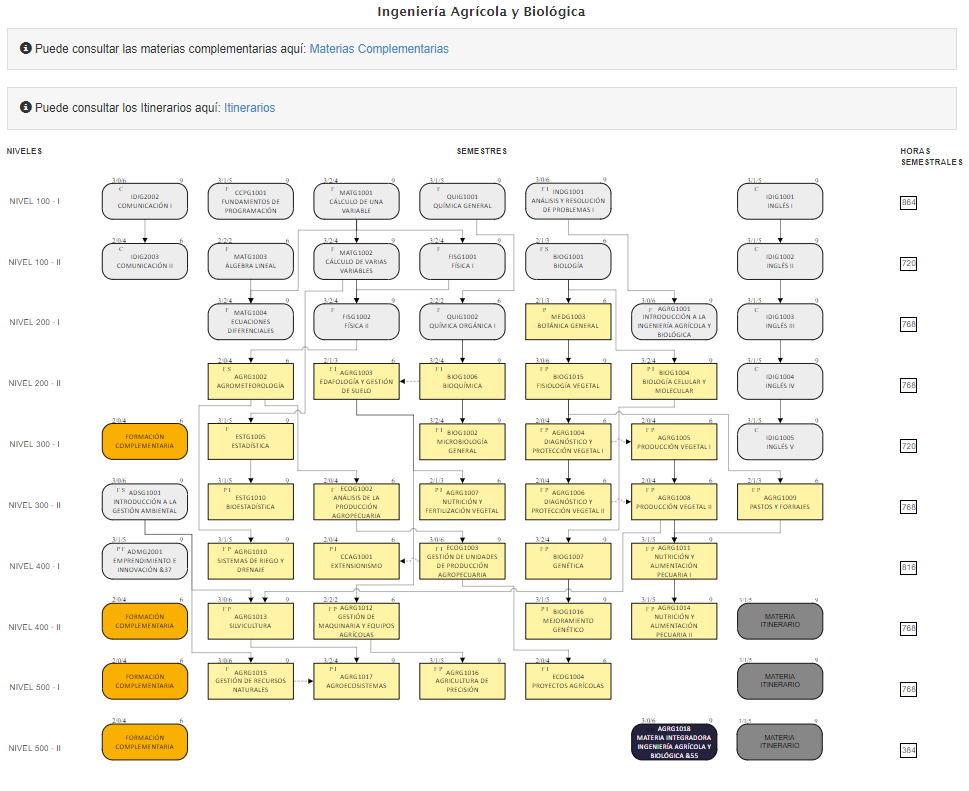 Ingeniería Agrícola y Biológica
Puede consultar las materias complementarias aquí: Materias Complementarias
Puede consultar los Itinerarios aquí: Itinerarios
NIVELES
SEMESTRES
HORAS
SEMESTRALES
NIVEL 100 - I
3/0/6 9
C
IDIG2002
COMUNICACIÓN I
3/1/5 9
F
CCPG1001
FUNDAMENTOS DE
PROGRAMACIÓN
3/2/4 9
F
MATG1001
CÁLCULO DE UNA
VARIABLE
3/1/5 9
F
QUIG1001
QUÍMICA GENERAL
3/0/6 9
F I
INDG1001
ANÁLISIS Y RESOLUCIÓN
DE PROBLEMAS I
3/1/5 9
C
IDIG1001
INGLÉS I
864
NIVEL 100 - II
2/0/4 6
C
IDIG2003
COMUNICACIÓN II
2/2/2 6
F
MATG1003
ÁLGEBRA LINEAL
3/2/4 9
F
MATG1002
CÁLCULO DE VARIAS
VARIABLES
3/2/4 9
F
FISG1001
FÍSICA I
2/1/3 6
F S
BIOG1001
BIOLOGÍA
3/1/5 9
C
IDIG1002
INGLÉS II
720
NIVEL 200 - I
3/2/4 9
F
MATG1004
ECUACIONES
DIFERENCIALES
3/2/4 9
F
FISG1002
FÍSICA II
2/2/2 6
F
QUIG1002
QUÍMICA ORGÁNICA I
2/1/3 6
P
MEDG1003
BOTÁNICA GENERAL
3/0/6 9
F
AGRG1001
INTRODUCCIÓN A LA
INGENIERÍA AGRÍCOLA Y
BIOLÓGICA
3/1/5 9
C
IDIG1003
INGLÉS III
768
NIVEL 200 - II
2/0/4 6
F S
AGRG1002
AGROMETEOROLOGÍA
2/1/3 6
F
AGRG1003
EDAFOLOGÍA Y GESTIÓN
DE SUELO
3/2/4 9
F I
BIOG1006
BIOQUÍMICA
3/0/6 9
F P
BIOG1015
FISIOLOGÍA VEGETAL
3/2/4 9
P I
BIOG1004
BIOLOGÍA CELULAR Y
MOLECULAR
3/1/5 9
C
IDIG1004
INGLÉS IV
768
NIVEL 300 - I
2/0/4 6
FORMACIÓN
COMPLEMENTARIA
3/1/5 9
F
ESTG1005
ESTADÍSTICA
3/2/4 9
F I
BIOG1002
MICROBIOLOGÍA
GENERAL
2/0/4 6
F P
AGRG1004
DIAGNÓSTICO Y
PROTECCIÓN VEGETAL I
2/0/4 6
F P
AGRG1005
PRODUCCIÓN VEGETAL I
3/1/5 9
C
IDIG1005
INGLÉS V
720
NIVEL 300 - II
3/0/6 9
F S
ADSG1001
INTRODUCCIÓN A LA
GESTIÓN AMBIENTAL
3/1/5 9
P I
ESTG1010
BIOESTADÍSTICA
2/0/4 6
F
ECOG1002
ANÁLISIS DE LA
PRODUCCIÓN
AGROPECUARIA
2/1/3 6
F I
AGRG1007
NUTRICIÓN Y
FERTILIZACIÓN VEGETAL
2/0/4 6
F P
AGRG1006
DIAGNÓSTICO Y
PROTECCIÓN VEGETAL II
2/0/4 6
F P
AGRG1008
PRODUCCIÓN VEGETAL II
2/1/3 6
F P
AGRG1009
PASTOS Y FORRAJES
768
NIVEL 400 - I
3/1/5 9
P F
ADMG2001
EMPRENDIMIENTO E
INNOVACIÓN &37
3/1/5 9
F P
AGRG1010
SISTEMAS DE RIEGO Y
DRENAJE
2/0/4 6
P I
CCAG1001
EXTENSIONISMO
3/0/6 9
F I
ECOG1003
GESTIÓN DE UNIDADES
DE PRODUCCIÓN
AGROPECUARIA
3/2/4 9
F P
BIOG1007
GENÉTICA
3/1/5 9
F P
AGRG1011
NUTRICIÓN Y
ALIMENTACIÓN
PECUARIA I
816
NIVEL 400 - II
2/0/4 6
FORMACIÓN
COMPLEMENTARIA
3/0/6 9
F P
AGRG1013
SILVICULTURA
2/2/2 6
F P
AGRG1012
GESTIÓN DE
MAQUINARIA Y EQUIPOS
AGRÍCOLAS
3/1/5 9
P I
BIOG1016
MEJORAMIENTO
GENÉTICO
3/1/5 9
F P
AGRG1014
NUTRICIÓN Y
ALIMENTACIÓN
PECUARIA II
3/1/5 9
MATERIA
ITINERARIO
768
NIVEL 500 - I
2/0/4 6
FORMACIÓN
COMPLEMENTARIA
3/0/6 9
F
AGRG1015
GESTIÓN DE RECURSOS
NATURALES
3/2/4 9
P I
AGRG1017
AGROECOSISTEMAS
3/1/5 9
F P
AGRG1016
AGRICULTURA DE
PRECISIÓN
2/0/4 6
F I
ECOG1004
PROYECTOS AGRÍCOLAS
3/1/5 9
MATERIA
ITINERARIO
768
NIVEL 500 - II
2/0/4 6
FORMACIÓN
COMPLEMENTARIA
3/0/6 9
AGRG1018
MATERIA INTEGRADORA
INGENIERÍA AGRÍCOLA Y
BIOLÓGICA &55
3/1/5 9
MATERIA
ITINERARIO
384